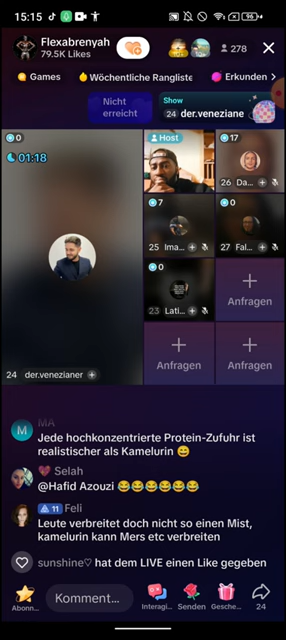 15:15
96
Flexabrenyah
79.5K Likes
278
Games
Wöchentliche Rangliste
Erkunden
Nicht
erreicht
Show
24 der.veneziane
0
01:18
Host
17
26 Da...
7
0
25 Ima...
27 Fal...
0
23 Lati...
Anfragen
Anfragen
Anfragen
24 der.venezianer
M
MA
Jede hochkonzentrierte Protein-Zufuhr ist
realistischer als Kamelurin 😄
💔 Selah
@Hafid Azouzi 😂😂😂😂😂😂
11 Feli
Leute verbreitet doch nicht so einen Mist,
kamelurin kann Mers etc verbreiten
sunshine♡ hat dem LIVE einen Like gegeben
Abonn...
Komment...
Interagi...
Senden
Gesche...
24